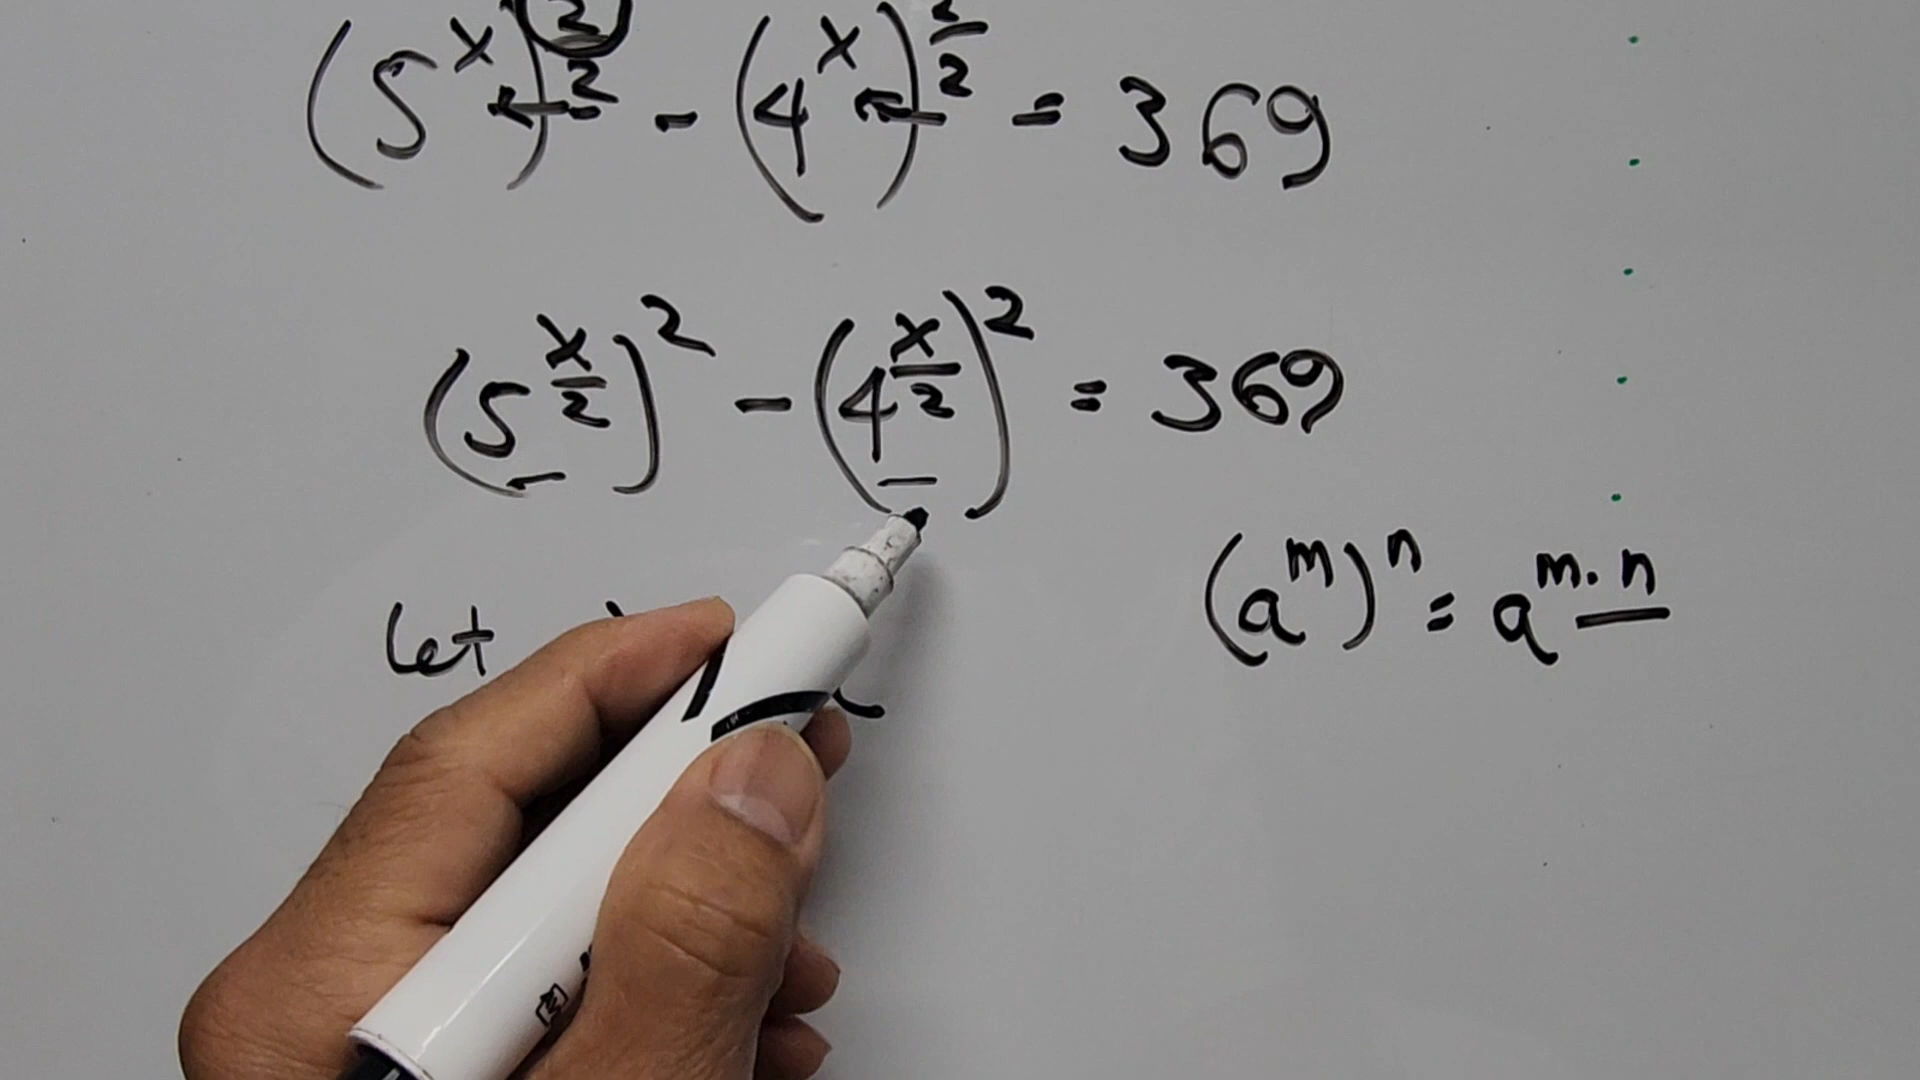 (5^x)^(2/2) - (4^x)^(2/2) = 369
(5^(x/2))^2 - (4^(x/2))^2 = 369
(a^m)^n = a^(m·n)
Let